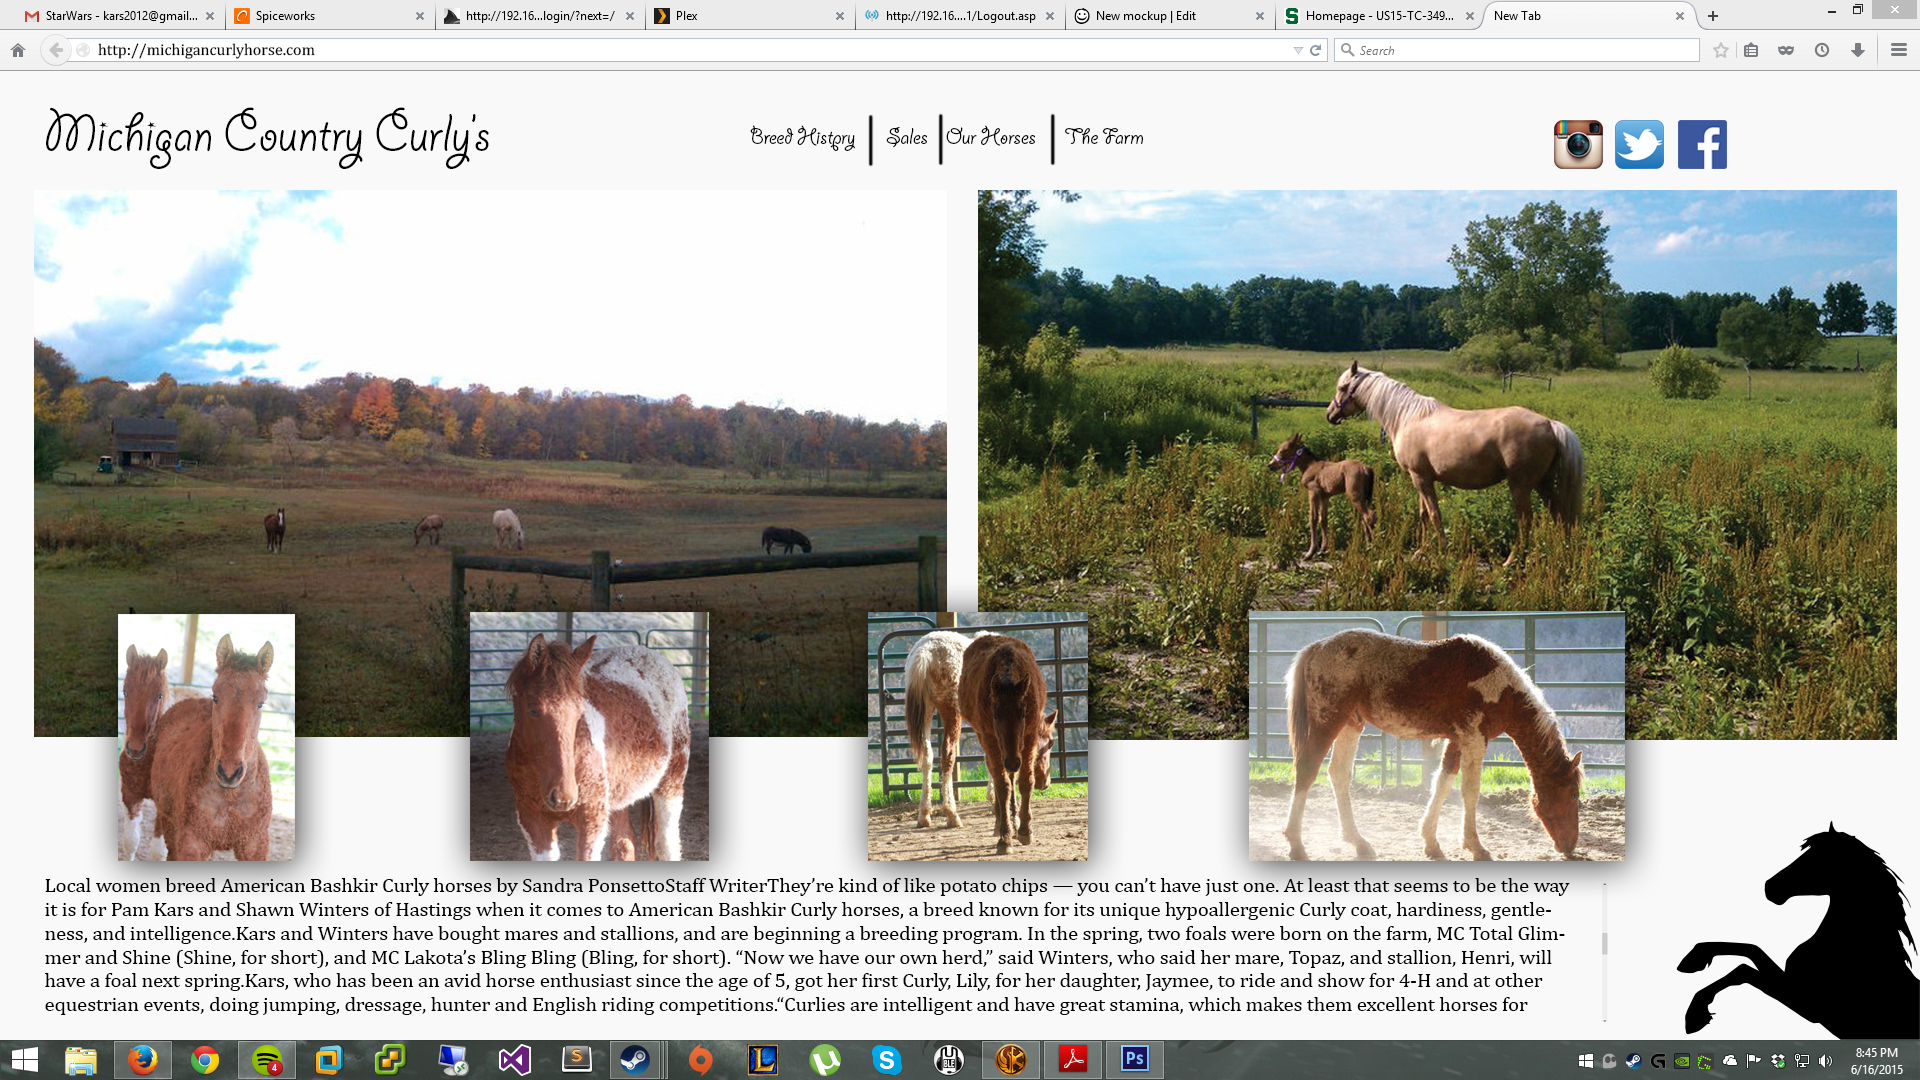 StarWars - kars2012@gmail...
Spiceworks
http://192.16...login/?next=/
Plex
http://192.16....1/Logout.asp
New mockup | Edit
Homepage - US15-TC-349...
New Tab
http://michigancurlyhorse.com
Search
Michigan Country Curly's
Breed History
Sales
Our Horses
The Farm
Local women breed American Bashkir Curly horses by Sandra PonsettoStaff WriterThey’re kind of like potato chips — you can’t have just one. At least that seems to be the way
it is for Pam Kars and Shawn Winters of Hastings when it comes to American Bashkir Curly horses, a breed known for its unique hypoallergenic Curly coat, hardiness, gentle-
ness, and intelligence.Kars and Winters have bought mares and stallions, and are beginning a breeding program. In the spring, two foals were born on the farm, MC Total Glim-
mer and Shine (Shine, for short), and MC Lakota’s Bling Bling (Bling, for short). “Now we have our own herd,” said Winters, who said her mare, Topaz, and stallion, Henri, will
have a foal next spring.Kars, who has been an avid horse enthusiast since the age of 5, got her first Curly, Lily, for her daughter, Jaymee, to ride and show for 4-H and at other
equestrian events, doing jumping, dressage, hunter and English riding competitions.“Curlies are intelligent and have great stamina, which makes them excellent horses for
4
S
L
U
BLE
Ps
8:45 PM
6/16/2015